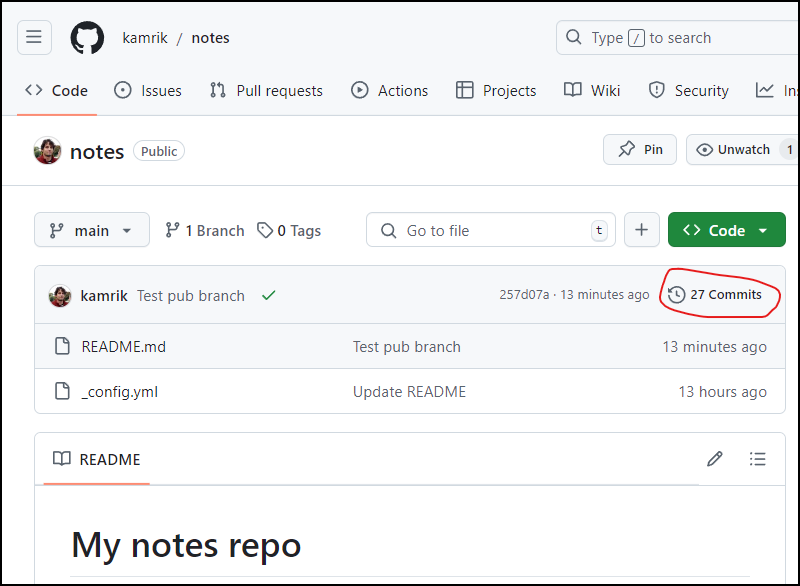 kamrik / notes
Type / to search
Code Issues Pull requests Actions Projects Wiki Security Ins
notes Public Pin Unwatch 1
main 1 Branch 0 Tags Go to file t + Code
kamrik Test pub branch 257d07a · 13 minutes ago 27 Commits
README.md Test pub branch 13 minutes ago
_config.yml Update README 13 hours ago
README
My notes repo